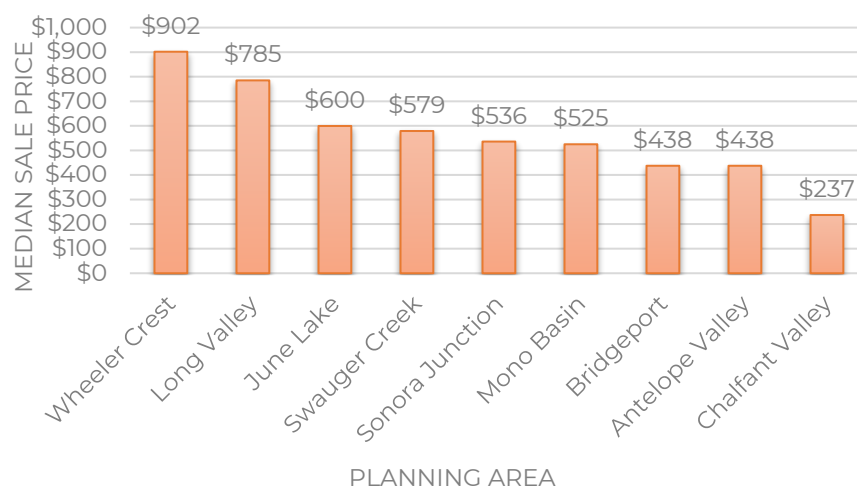 MEDIAN SALE PRICE
$1,000
$900
$800
$700
$600
$500
$400
$300
$200
$100
$0
$902
$785
$600
$579
$536
$525
$438
$438
$237
Wheeler Crest
Long Valley
June Lake
Swauger Creek
Sonora Junction
Mono Basin
Bridgeport
Antelope Valley
Chalfant Valley
PLANNING AREA